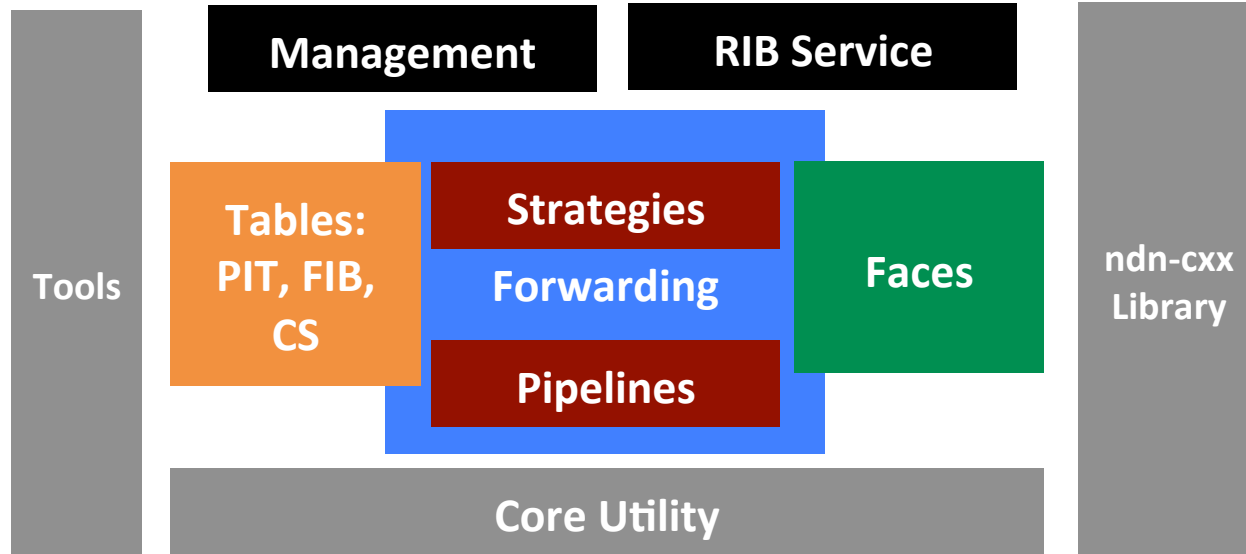 Management
RIB Service
Tools
Tables:
PIT, FIB,
CS
Strategies
Forwarding
Pipelines
Faces
ndn-cxx
Library
Core Utility